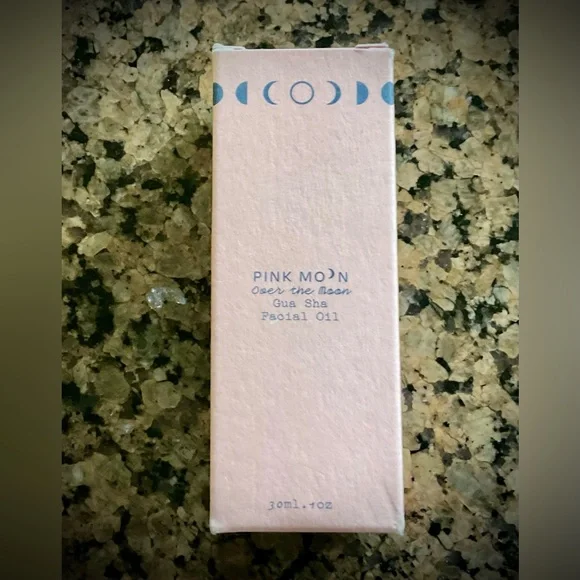 PINK MOON
Over the Moon
Gua Sha
Facial Oil
30ml.1oz